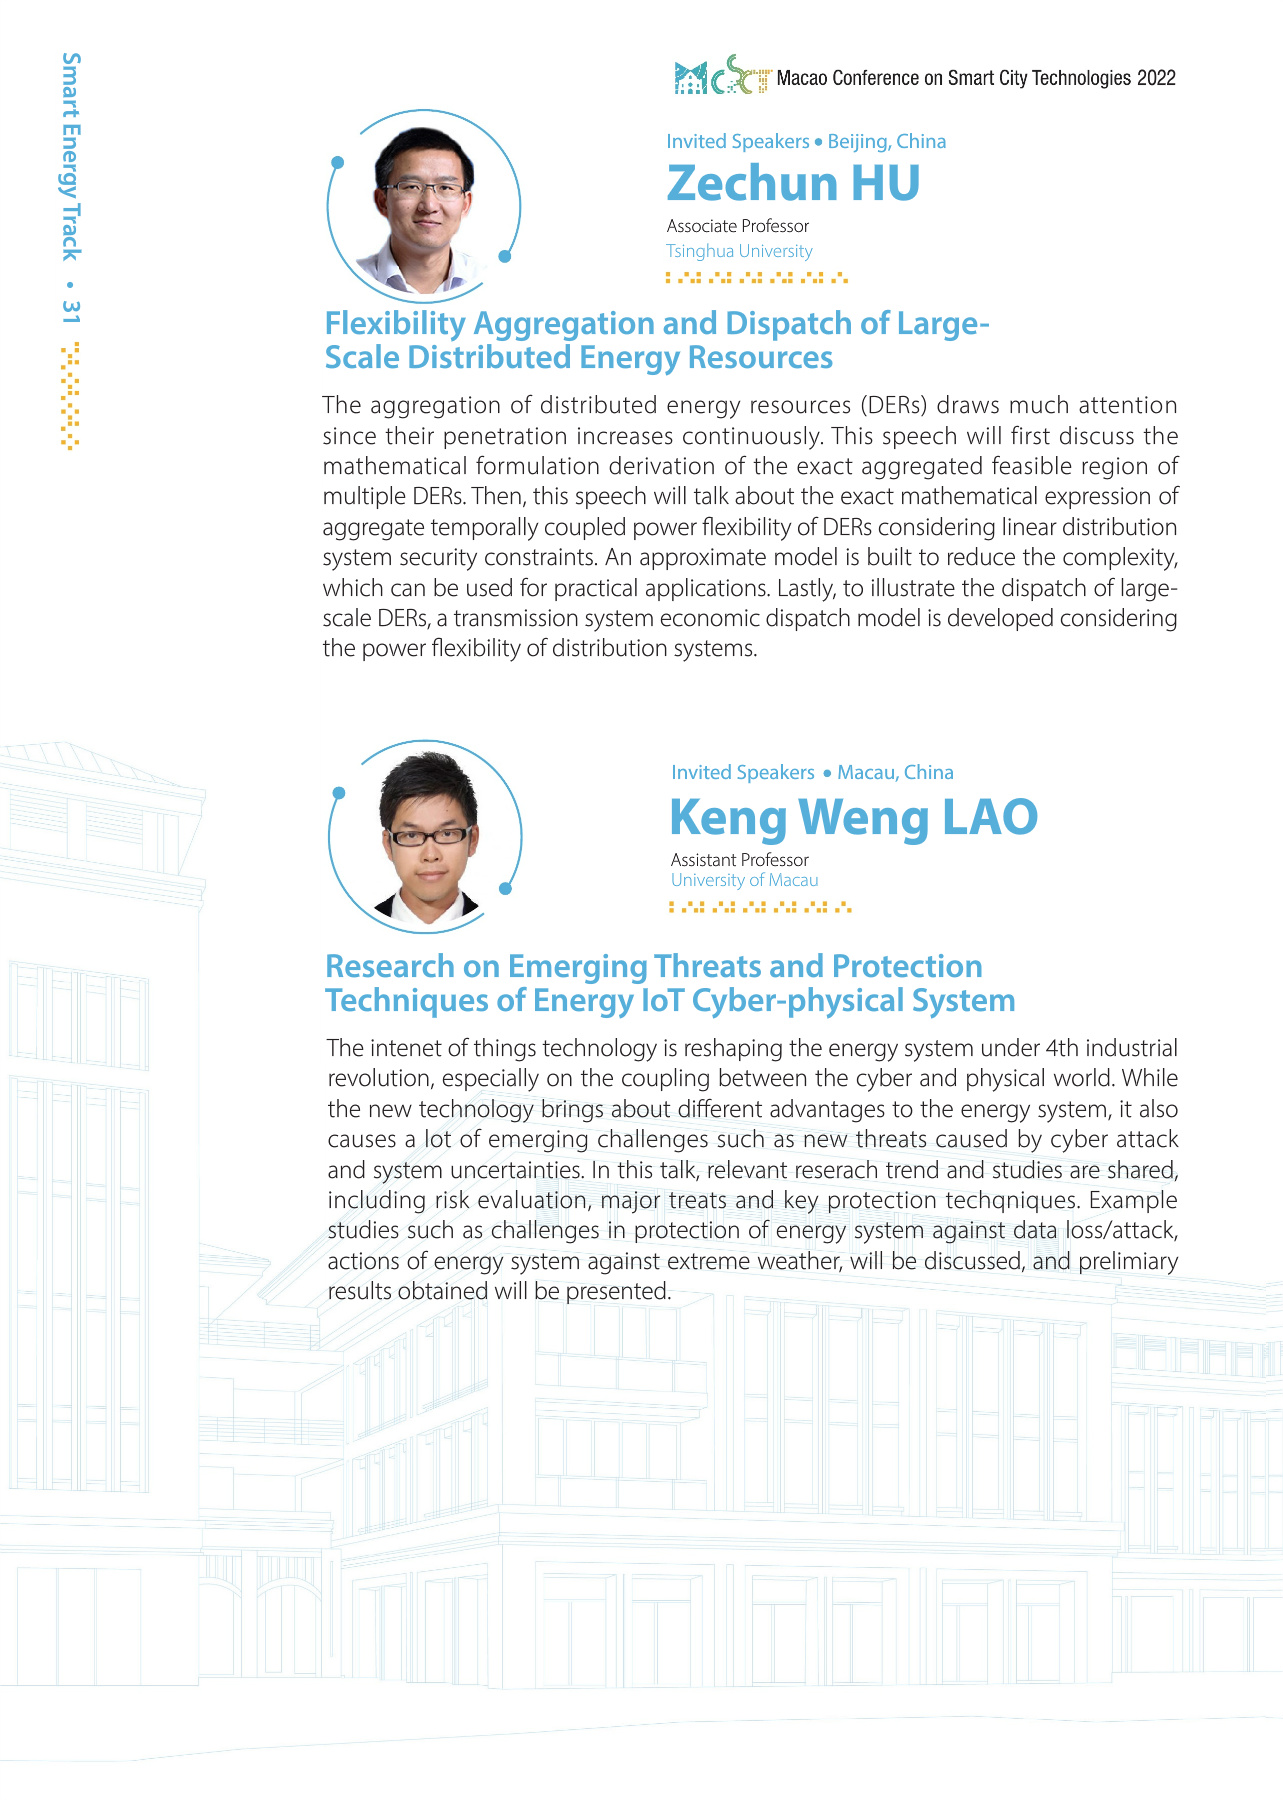 Smart Energy Track • 31
MCSCT Macao Conference on Smart City Technologies 2022
Invited Speakers • Beijing, China
Zechun HU
Associate Professor
Tsinghua University
Flexibility Aggregation and Dispatch of Large-
Scale Distributed Energy Resources
The aggregation of distributed energy resources (DERs) draws much attention
since their penetration increases continuously. This speech will first discuss the
mathematical formulation derivation of the exact aggregated feasible region of
multiple DERs. Then, this speech will talk about the exact mathematical expression of
aggregate temporally coupled power flexibility of DERs considering linear distribution
system security constraints. An approximate model is built to reduce the complexity,
which can be used for practical applications. Lastly, to illustrate the dispatch of large-
scale DERs, a transmission system economic dispatch model is developed considering
the power flexibility of distribution systems.
Invited Speakers • Macau, China
Keng Weng LAO
Assistant Professor
University of Macau
Research on Emerging Threats and Protection
Techniques of Energy IoT Cyber-physical System
The intenet of things technology is reshaping the energy system under 4th industrial
revolution, especially on the coupling between the cyber and physical world. While
the new technology brings about different advantages to the energy system, it also
causes a lot of emerging challenges such as new threats caused by cyber attack
and system uncertainties. In this talk, relevant reserach trend and studies are shared,
including risk evaluation, major treats and key protection techqniques. Example
studies such as challenges in protection of energy system against data loss/attack,
actions of energy system against extreme weather, will be discussed, and prelimiary
results obtained will be presented.